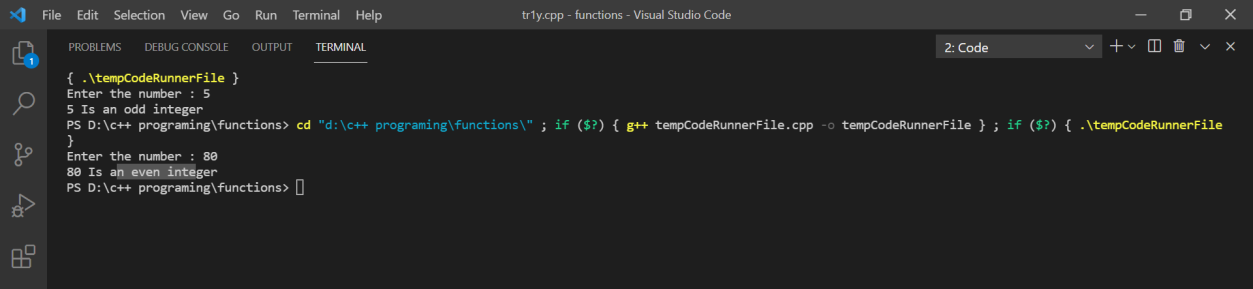 File Edit Selection View Go Run Terminal Help tr1y.cpp - functions - Visual Studio Code
PROBLEMS DEBUG CONSOLE OUTPUT TERMINAL 2: Code
1
{ .\tempCodeRunnerFile }
Enter the number : 5
5 Is an odd integer
PS D:\c++ programing\functions> cd "d:\c++ programing\functions\" ; if ($?) { g++ tempCodeRunnerFile.cpp -o tempCodeRunnerFile } ; if ($?) { .\tempCodeRunnerFile
}
Enter the number : 80
80 Is an even integer
PS D:\c++ programing\functions>